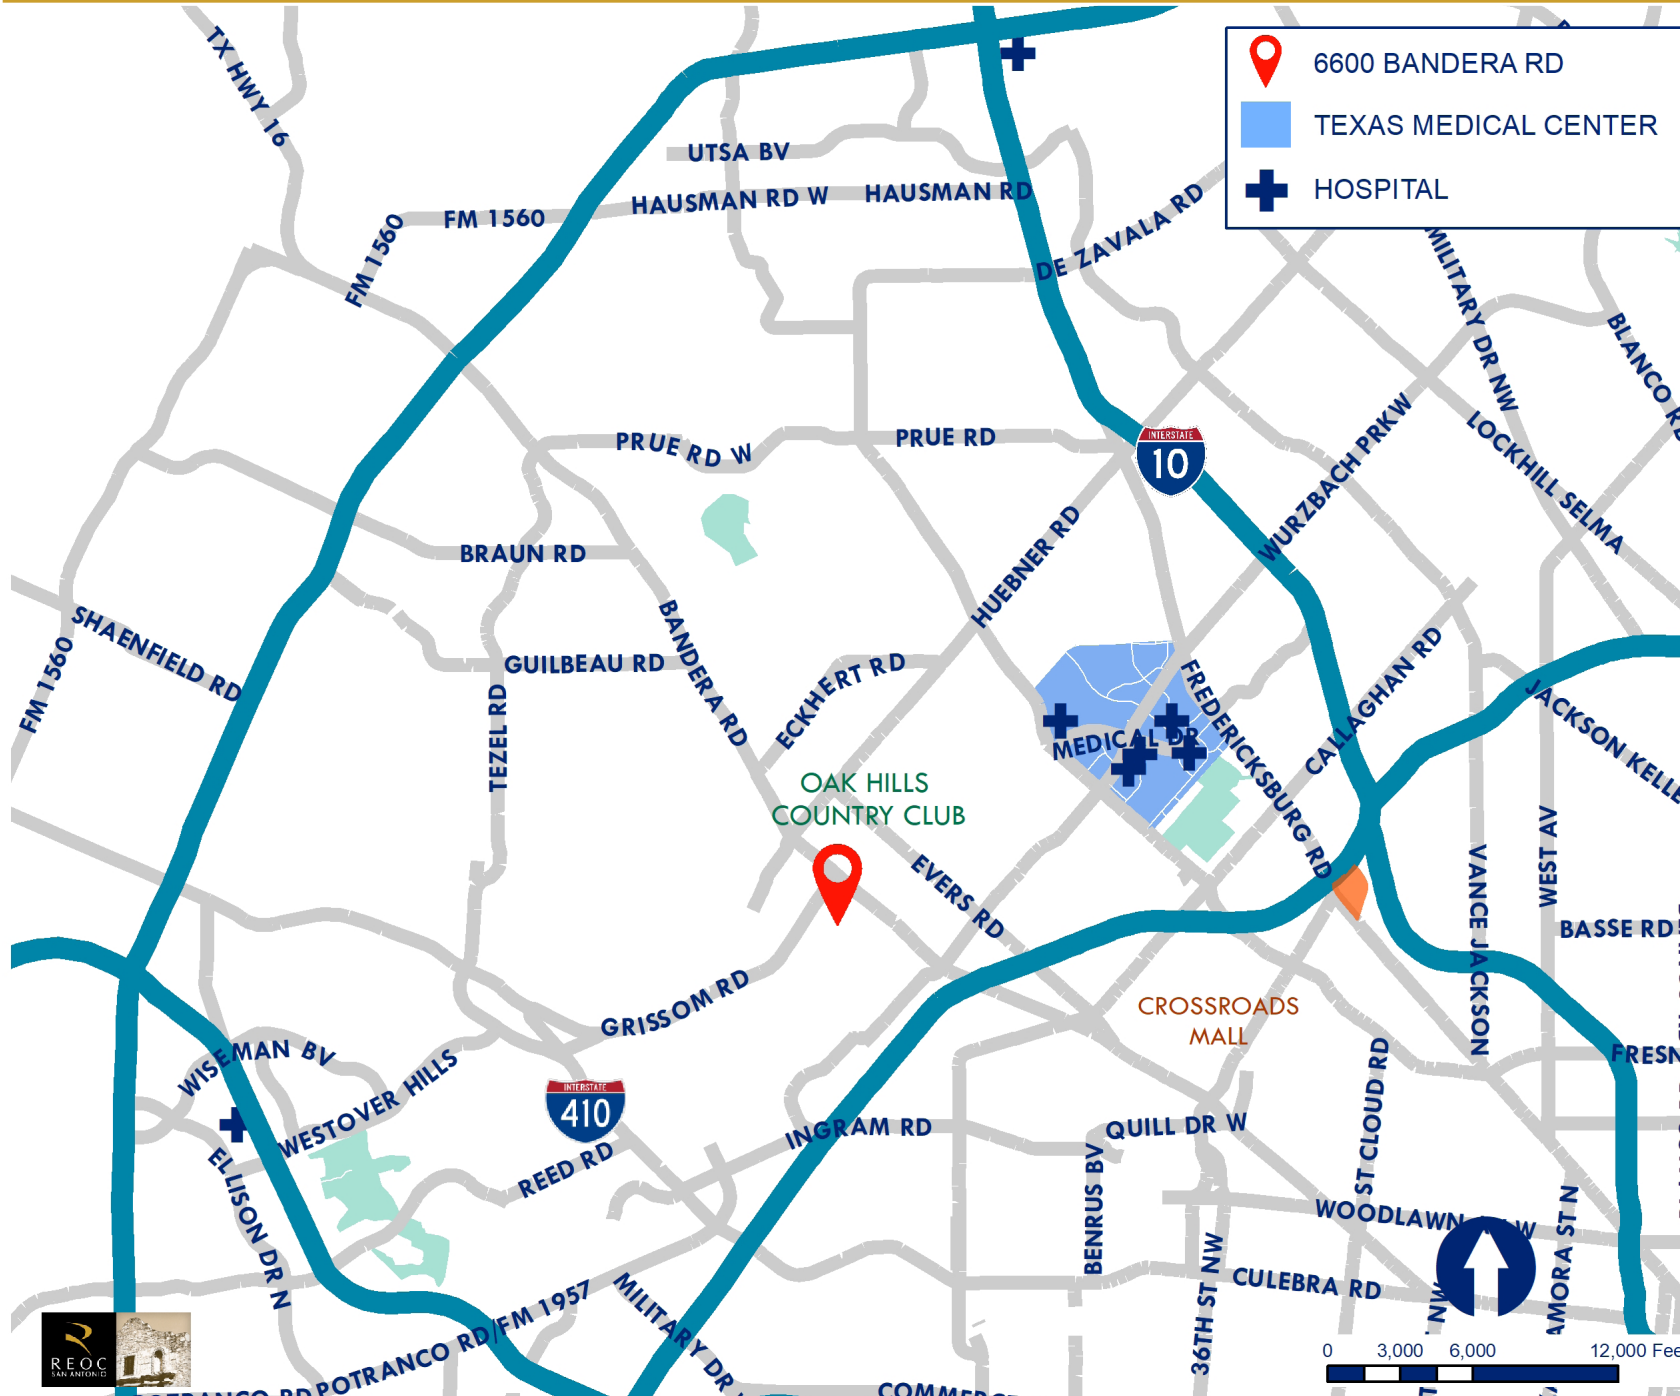 6600 BANDERA RD
TEXAS MEDICAL CENTER
HOSPITAL
TX HWY 16
UTSA BV
HAUSMAN RD W
HAUSMAN RD
FM 1560
FM 1560
DE ZAVALA RD
MILITARY DR NW
BLANCO
PRUE RD W
PRUE RD
INTERSTATE
10
WURZBACH PRKW
LOCKHILL SELMA
BRAUN RD
HUEBNER RD
SHAENFIELD RD
FM 1560
BANDERA RD
GUILBEAU RD
TEZEL RD
ECKHERT RD
FREDERICKSBURG RD
CALLAGHAN RD
JACKSON KELLE
MEDICAL DR
OAK HILLS
COUNTRY CLUB
EVERS RD
VANCE JACKSON
WEST AV
BASSE RD
GRISSOM RD
CROSSROADS
MALL
WISEMAN BV
WESTOVER HILLS
INTERSTATE
410
FRESN
ST CLOUD RD
INGRAM RD
QUILL DR W
REED RD
ELLISON DR N
BENRUS BV
WOODLAWN
W
36TH ST NW
CULEBRA RD
NW
AMORA ST N
MILITARY DR
POTRANCO RD/FM 1957
RD
COMMERC
REOC
SAN ANTONIO
0 3,000 6,000 12,000 Fee